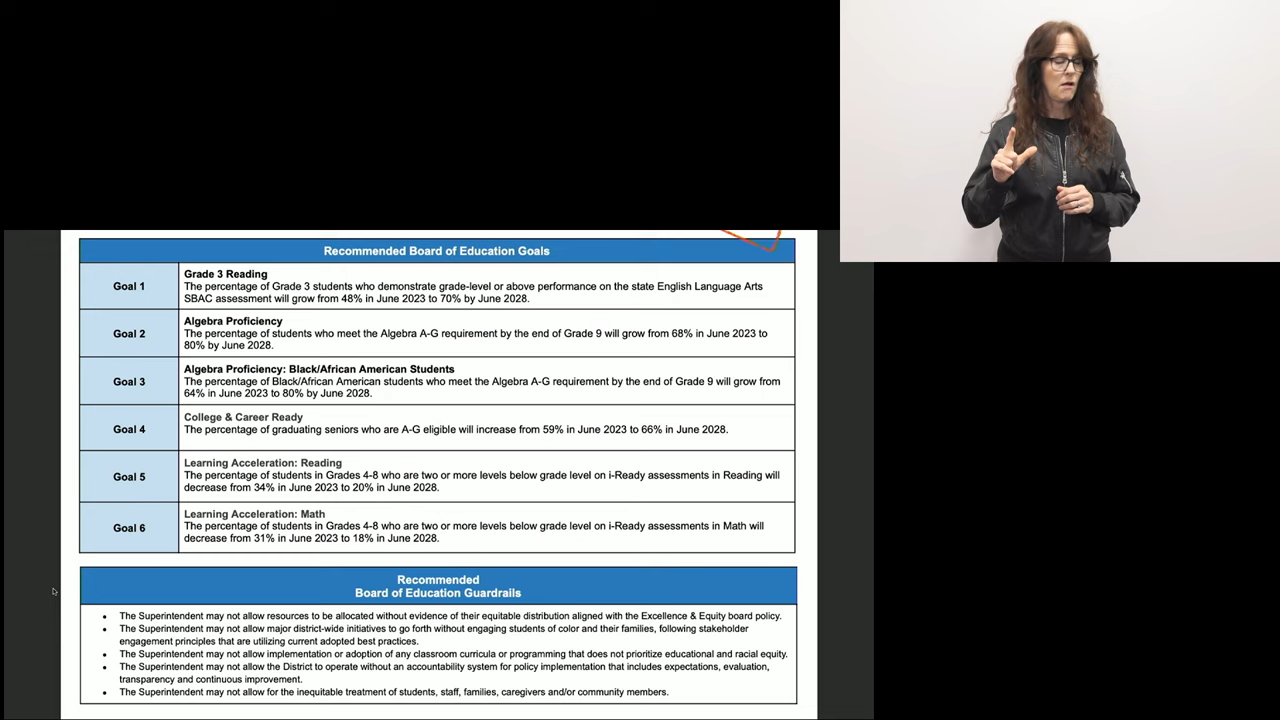 Recommended Board of Education Goals
Goal 1
Grade 3 Reading
The percentage of Grade 3 students who demonstrate grade-level or above performance on the state English Language Arts
SBAC assessment will grow from 48% in June 2023 to 70% by June 2028.
Goal 2
Algebra Proficiency
The percentage of students who meet the Algebra A-G requirement by the end of Grade 9 will grow from 68% in June 2023 to
80% by June 2028.
Goal 3
Algebra Proficiency: Black/African American Students
The percentage of Black/African American students who meet the Algebra A-G requirement by the end of Grade 9 will grow from
64% in June 2023 to 80% by June 2028.
Goal 4
College & Career Ready
The percentage of graduating seniors who are A-G eligible will increase from 59% in June 2023 to 66% in June 2028.
Goal 5
Learning Acceleration: Reading
The percentage of students in Grades 4-8 who are two or more levels below grade level on i-Ready assessments in Reading will
decrease from 34% in June 2023 to 20% in June 2028.
Goal 6
Learning Acceleration: Math
The percentage of students in Grades 4-8 who are two or more levels below grade level on i-Ready assessments in Math will
decrease from 31% in June 2023 to 18% in June 2028.
Recommended
Board of Education Guardrails
• The Superintendent may not allow resources to be allocated without evidence of their equitable distribution aligned with the Excellence & Equity board policy.
• The Superintendent may not allow major district-wide initiatives to go forth without engaging students of color and their families, following stakeholder
engagement principles that are utilizing current adopted best practices.
• The Superintendent may not allow implementation or adoption of any classroom curricula or programming that does not prioritize educational and racial equity.
• The Superintendent may not allow the District to operate without an accountability system for policy implementation that includes expectations, evaluation,
transparency and continuous improvement.
• The Superintendent may not allow for the inequitable treatment of students, staff, families, caregivers and/or community members.